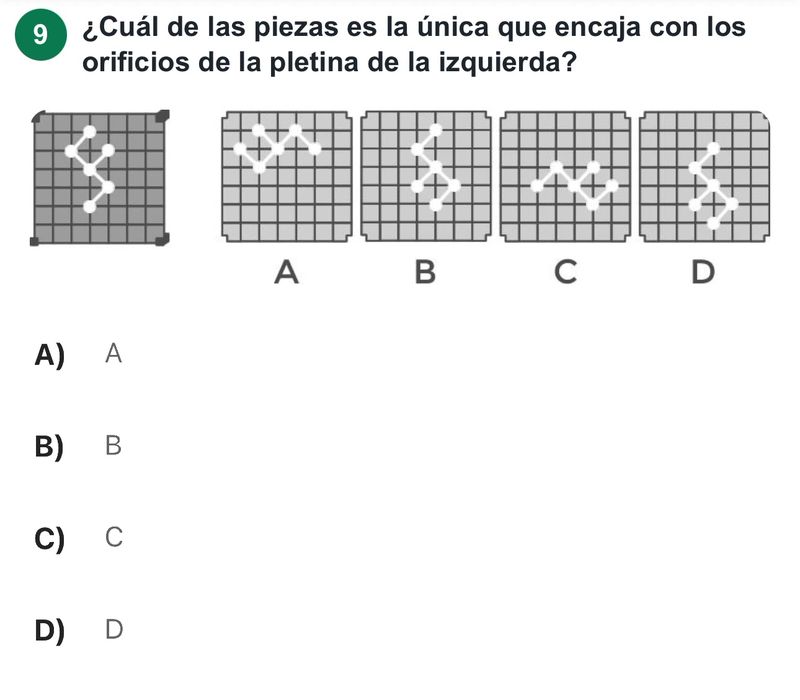 9 ¿Cuál de las piezas es la única que encaja con los
orificios de la pletina de la izquierda?
A B C D
A) A
B) B
C) C
D) D